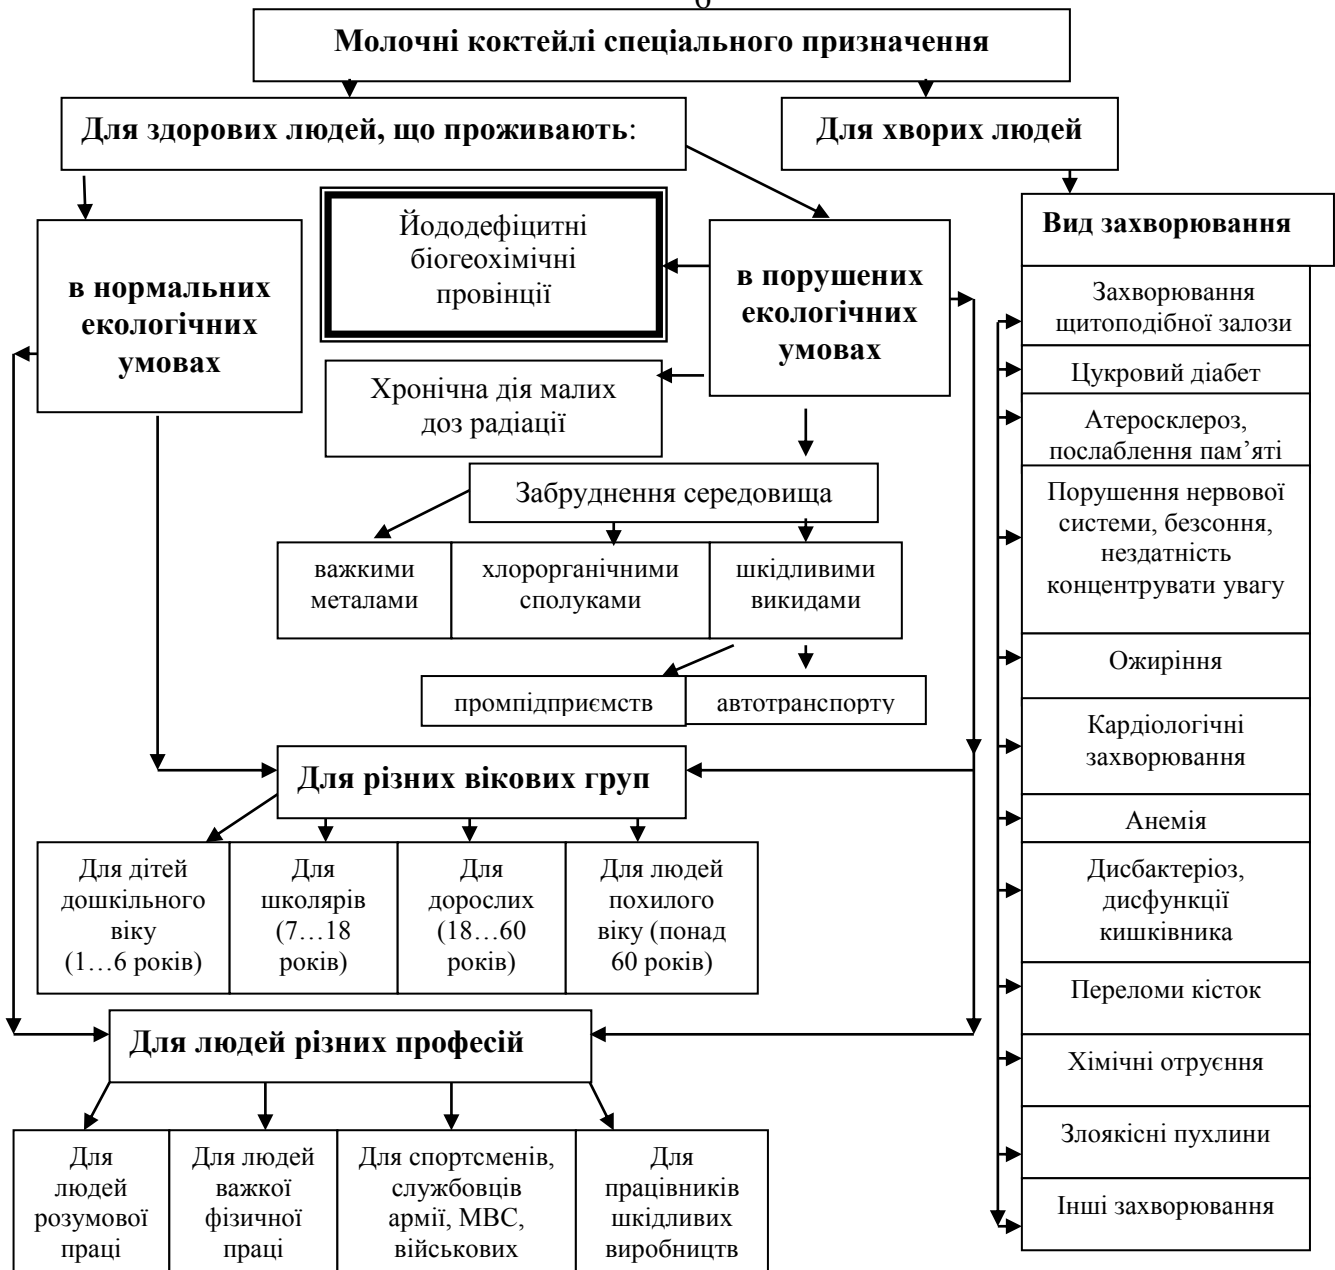 6
Молочні коктейлі спеціального призначення
Для здорових людей, що проживають:
Для хворих людей
Йододефіцитні
біогеохімічні
провінції
в нормальних
екологічних
умовах
в порушених
екологічних
умовах
Хронічна дія малих
доз радіації
Забруднення середовища
важкими
металами
хлорорганічними
сполуками
шкідливими
викидами
промпідприємств
автотранспорту
Для різних вікових груп
Для дітей
дошкільного
віку
(1…6 років)
Для
школярів
(7…18
років)
Для
дорослих
(18…60
років)
Для людей
похилого
віку (понад
60 років)
Для людей різних професій
Для
людей
розумової
праці
Для людей
важкої
фізичної
праці
Для спортсменів,
службовців
армії, МВС,
військових
Для
працівників
шкідливих
виробництв
Вид захворювання
Захворювання
щитоподібної залози
Цукровий діабет
Атеросклероз,
послаблення пам’яті
Порушення нервової
системи, безсоння,
нездатність
концентрувати увагу
Ожиріння
Кардіологічні
захворювання
Анемія
Дисбактеріоз,
дисфункції
кишківника
Переломи кісток
Хімічні отруєння
Злоякісні пухлини
Інші захворювання